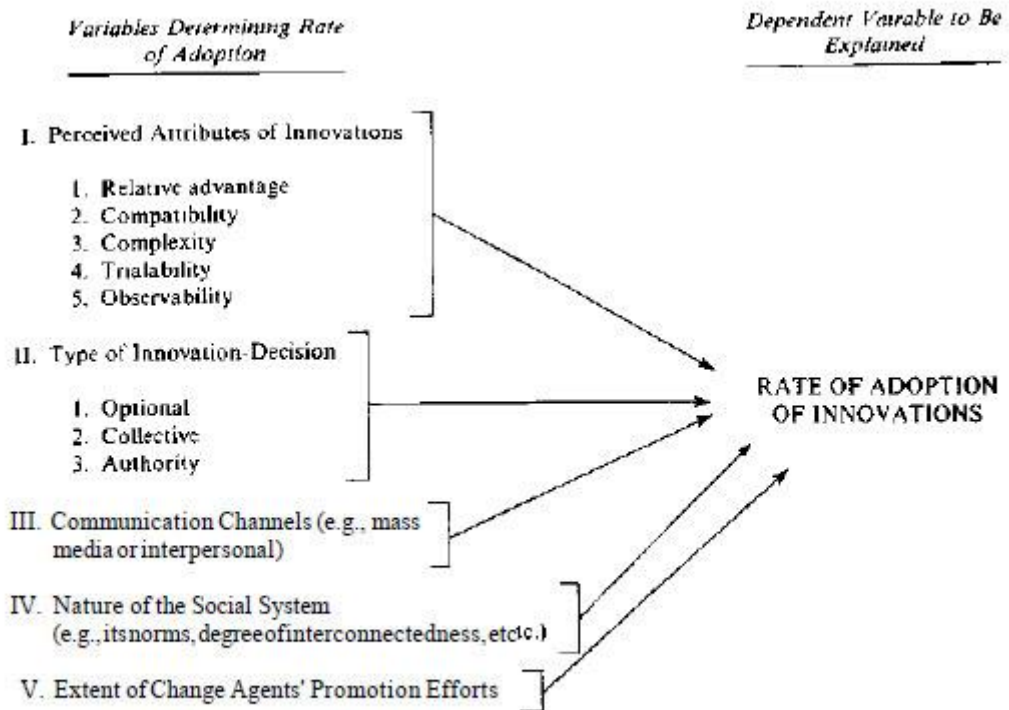 Variables Determining Rate
of Adoption
Dependent Variable to Be
Explained
I. Perceived Attributes of Innovations
1. Relative advantage
2. Compatibility
3. Complexity
4. Trialability
5. Observability
II. Type of Innovation-Decision
1. Optional
2. Collective
3. Authority
RATE OF ADOPTION
OF INNOVATIONS
III. Communication Channels (e.g., mass
media or interpersonal)
IV. Nature of the Social System
(e.g., its norms, degree of interconnectedness, etc tc.)
V. Extent of Change Agents' Promotion Efforts